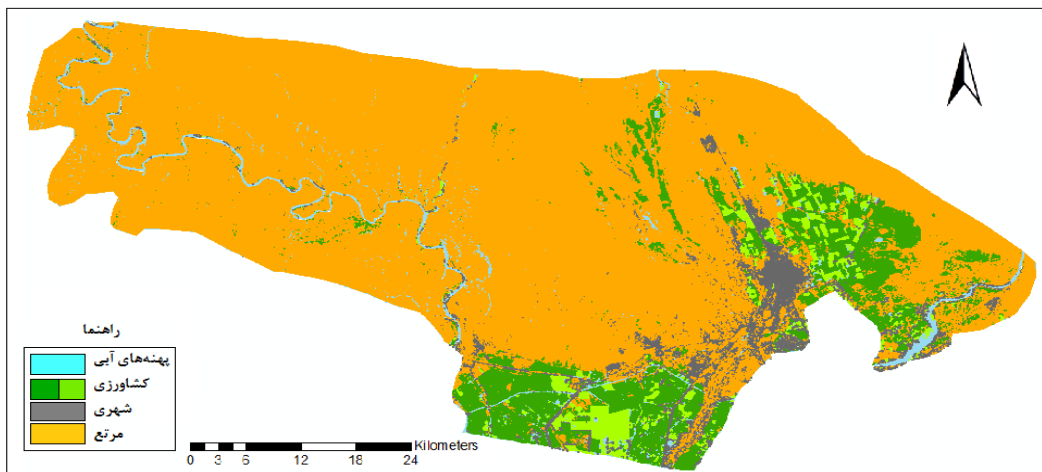 راهنما
پهنه‌های آبی
کشاورزی
شهری
مرتع
Kilometers
0 3 6 12 18 24